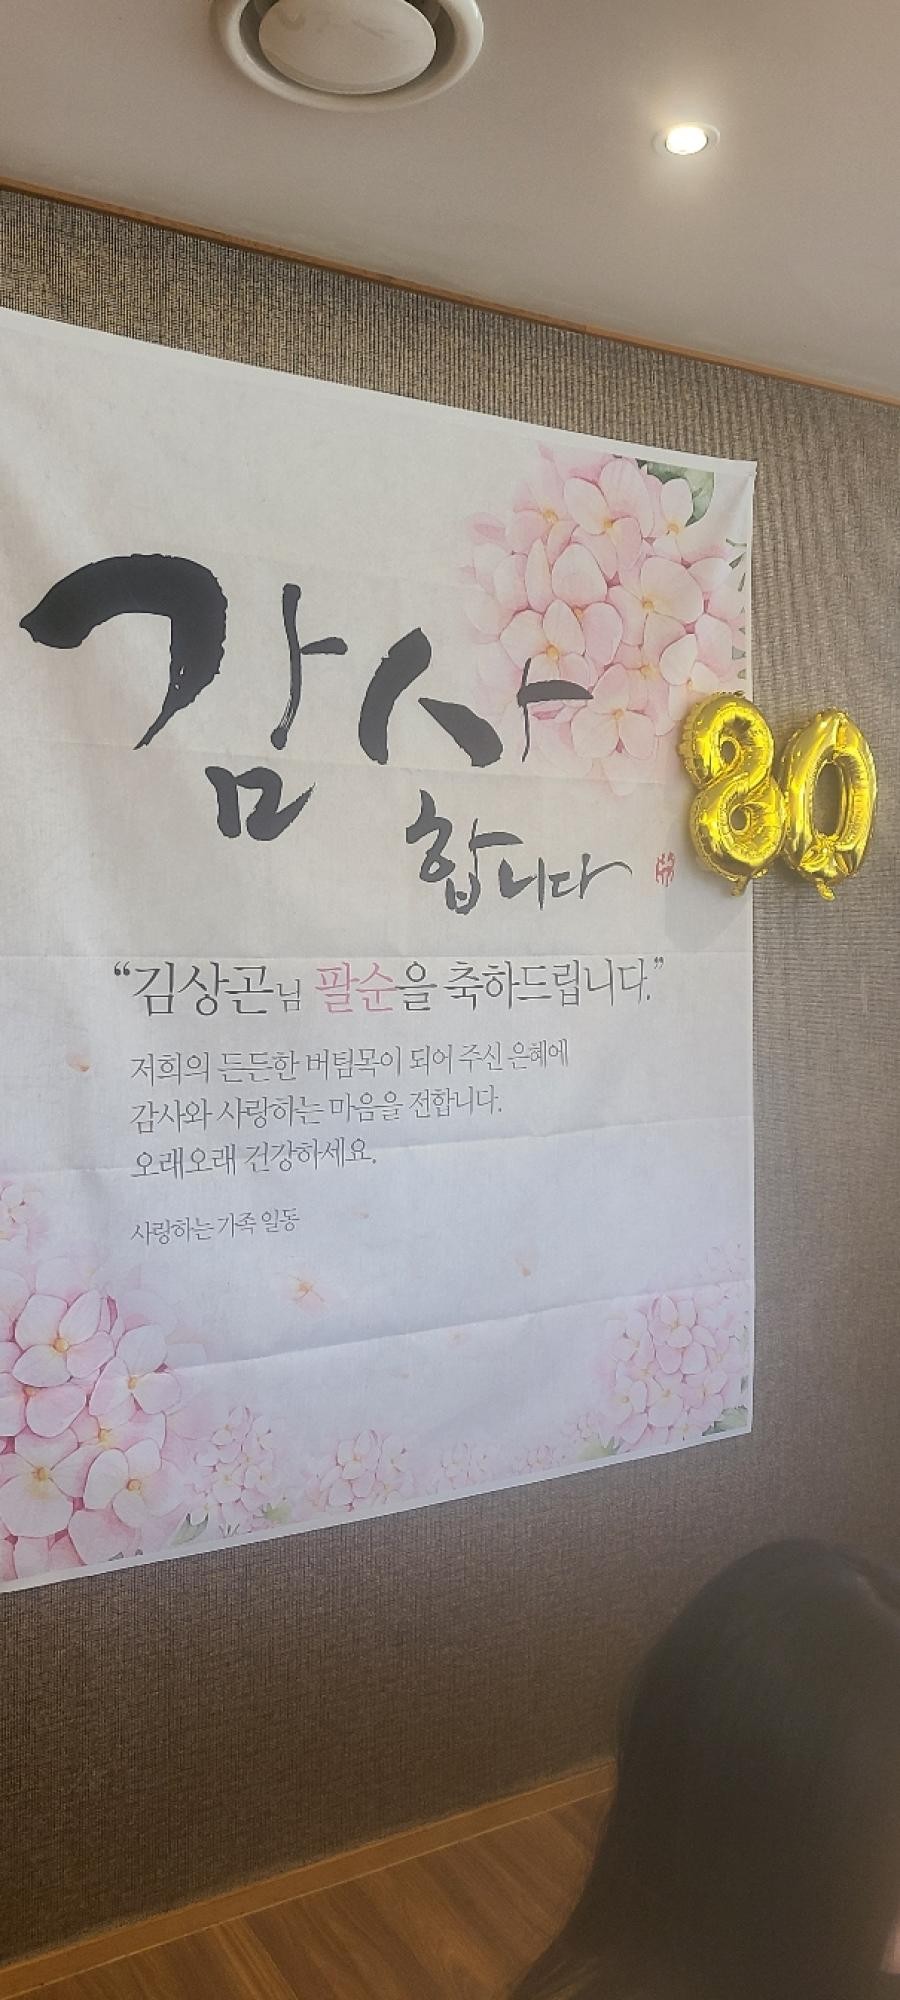 감사
합니다
80
“김상곤님 팔순을 축하드립니다.”
저희의 든든한 버팀목이 되어 주신 은혜에
감사와 사랑하는 마음을 전합니다.
오래오래 건강하세요.
사랑하는 가족 일동